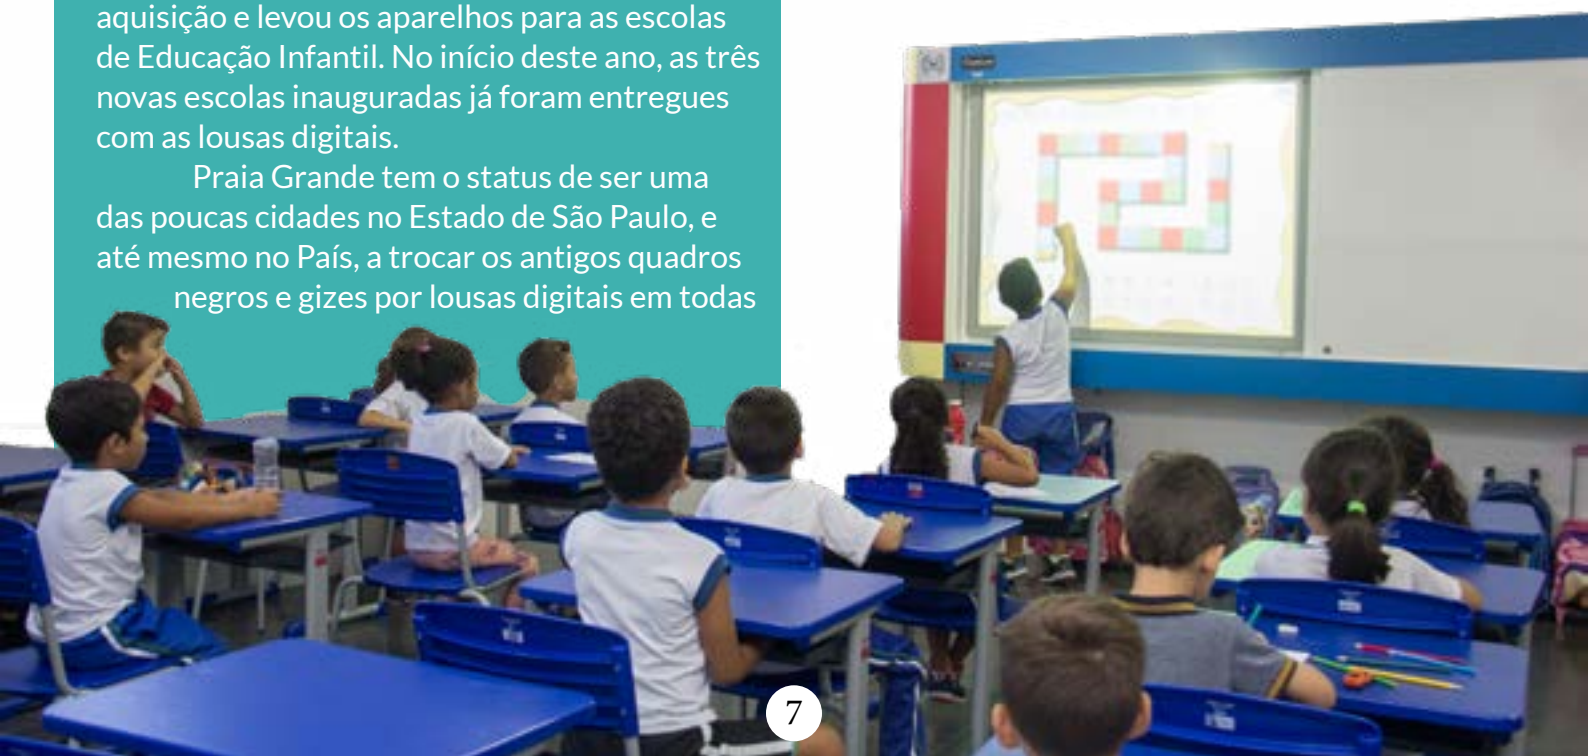 aquisição e levou os aparelhos para as escolas
de Educação Infantil. No início deste ano, as três
novas escolas inauguradas já foram entregues
com as lousas digitais.
Praia Grande tem o status de ser uma
das poucas cidades no Estado de São Paulo, e
até mesmo no País, a trocar os antigos quadros
negros e gizes por lousas digitais em todas
7